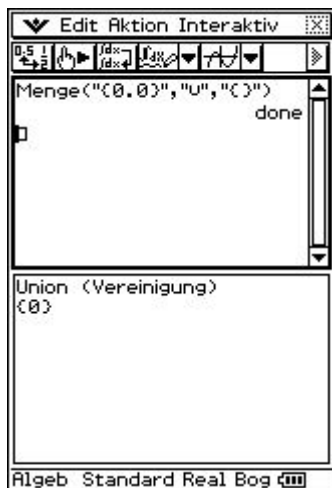 Edit Aktion Interaktiv
Menge("{0.0}","∪","{}")
done
Union (Vereinigung)
{0}
Algeb Standard Real Bog